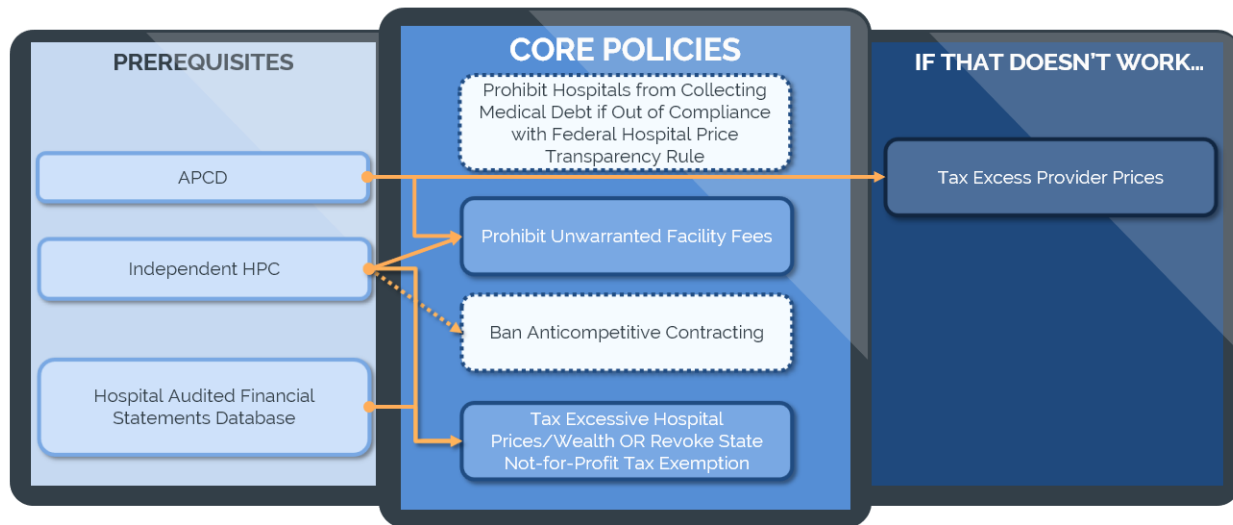 PREREQUISITES
APCD
Independent HPC
Hospital Audited Financial
Statements Database
CORE POLICIES
Prohibit Hospitals from Collecting
Medical Debt if Out of Compliance
with Federal Hospital Price
Transparency Rule
Prohibit Unwarranted Facility Fees
Ban Anticompetitive Contracting
Tax Excessive Hospital
Prices/Wealth OR Revoke State
Not-for-Profit Tax Exemption
IF THAT DOESN'T WORK...
Tax Excess Provider Prices